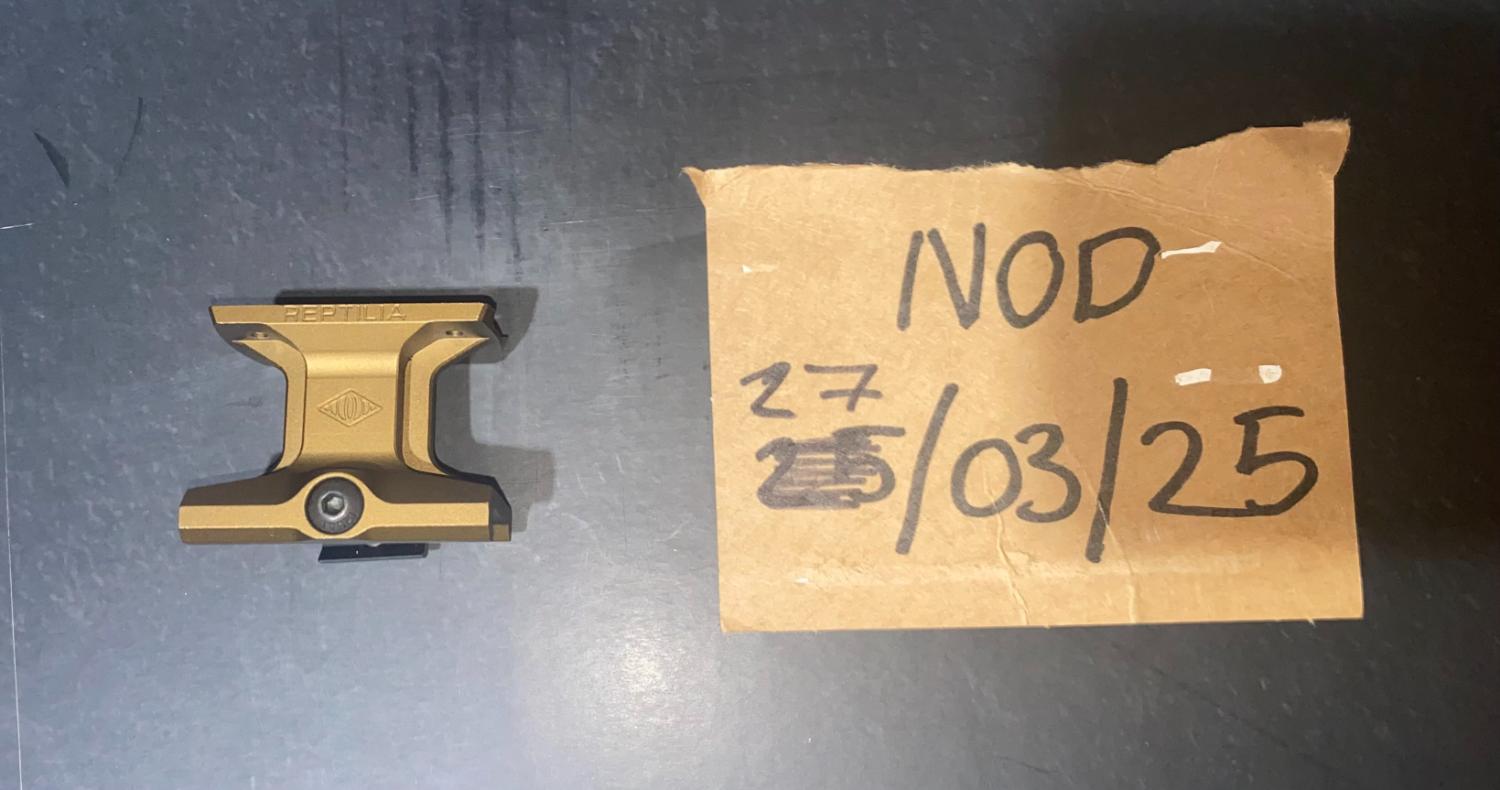 REPTILIA
NOD
27
/03/25